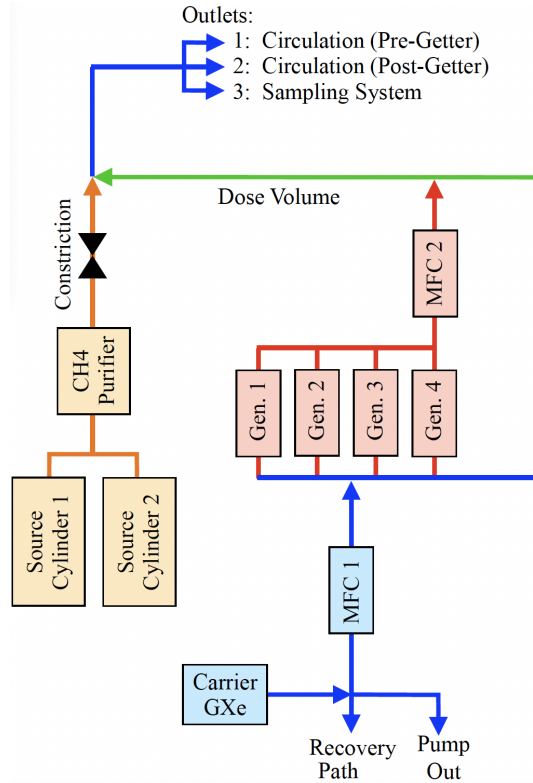 Outlets:
1: Circulation (Pre-Getter)
2: Circulation (Post-Getter)
3: Sampling System
Dose Volume
Constriction
MFC 2
CH4
Purifier
Gen. 1
Gen. 2
Gen. 3
Gen. 4
Source
Cylinder 1
Source
Cylinder 2
MFC 1
Carrier
GXe
Recovery
Path
Pump
Out